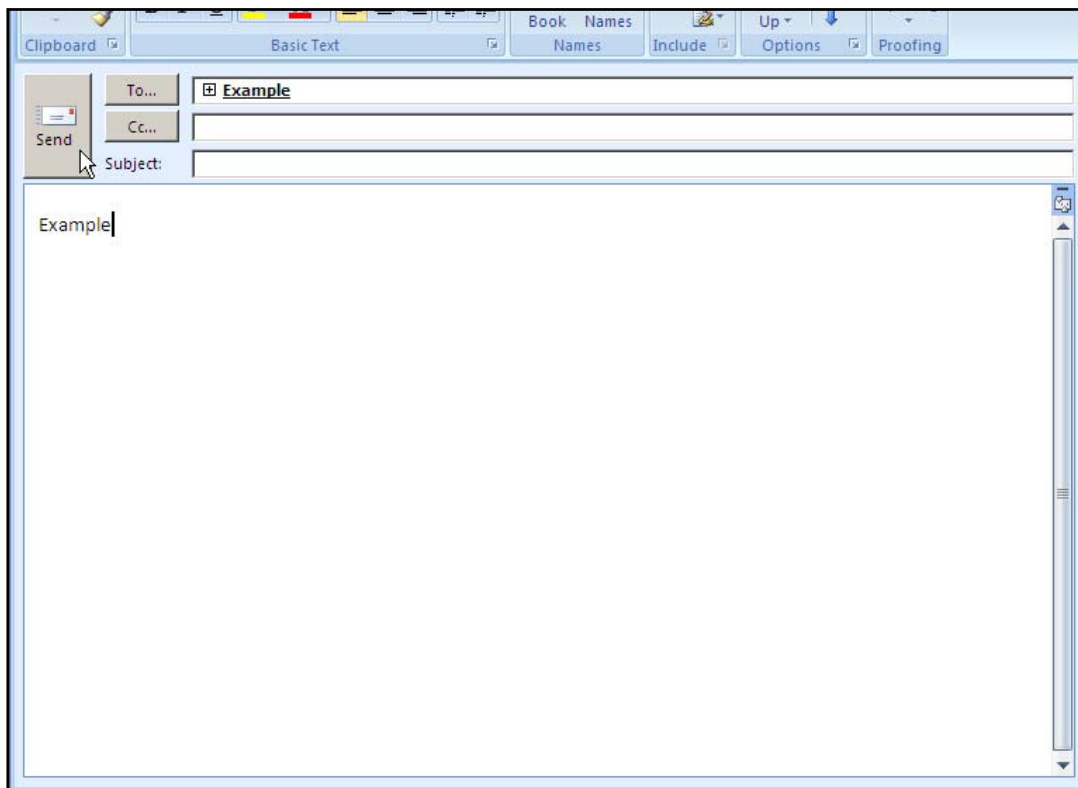 Book Names
Up
Clipboard
Basic Text
Names
Include
Options
Proofing
To...
Example
Send
Cc...
Subject:
Example